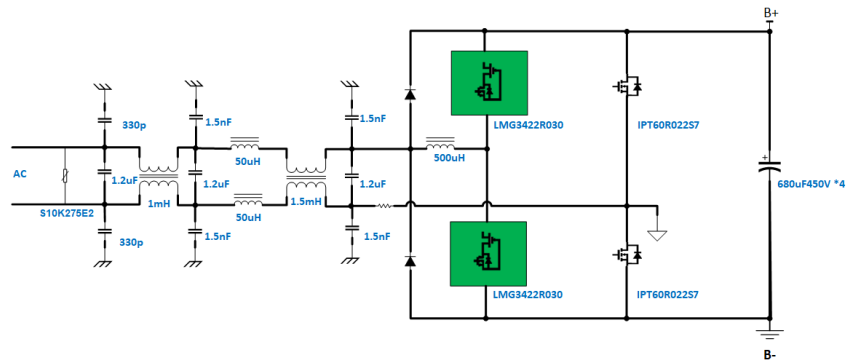 B+
330p
1.5nF
1.5nF
LMG3422R030
IPT60R022S7
AC
1.2uF
50uH
1.2uF
500uH
1.2uF
680uF450V *4
S10K275E2
1mH
50uH
1.5mH
330p
1.5nF
1.5nF
LMG3422R030
IPT60R022S7
B-